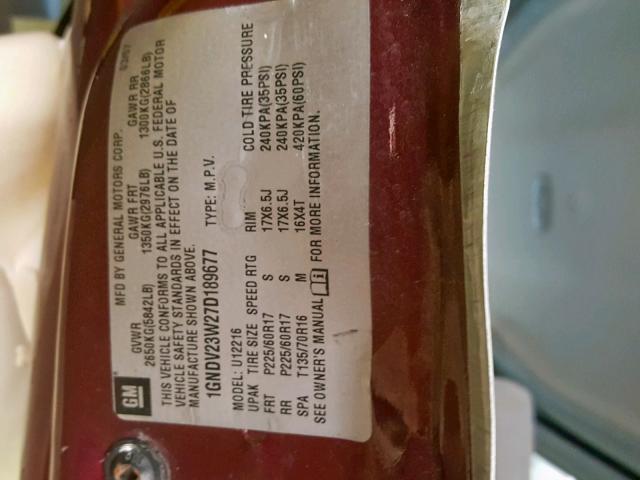 GM
MFD BY GENERAL MOTORS CORP. 03/07
GVWR GAWR FRT GAWR RR
2650KG(5842LB) 1350KG(2976LB) 1300KG(2866LB)
THIS VEHICLE CONFORMS TO ALL APPLICABLE U.S. FEDERAL MOTOR
VEHICLE SAFETY STANDARDS IN EFFECT ON THE DATE OF
MANUFACTURE SHOWN ABOVE.
1GNDV23W27D189677 TYPE: M.P.V.
MODEL: U12216
UPAK TIRE SIZE SPEED RTG RIM COLD TIRE PRESSURE
FRT P225/60R17 S 17X6.5J 240KPA(35PSI)
RR P225/60R17 S 17X6.5J 240KPA(35PSI)
SPA T135/70R16 M 16X4T 420KPA(60PSI)
SEE OWNER'S MANUAL FOR MORE INFORMATION.